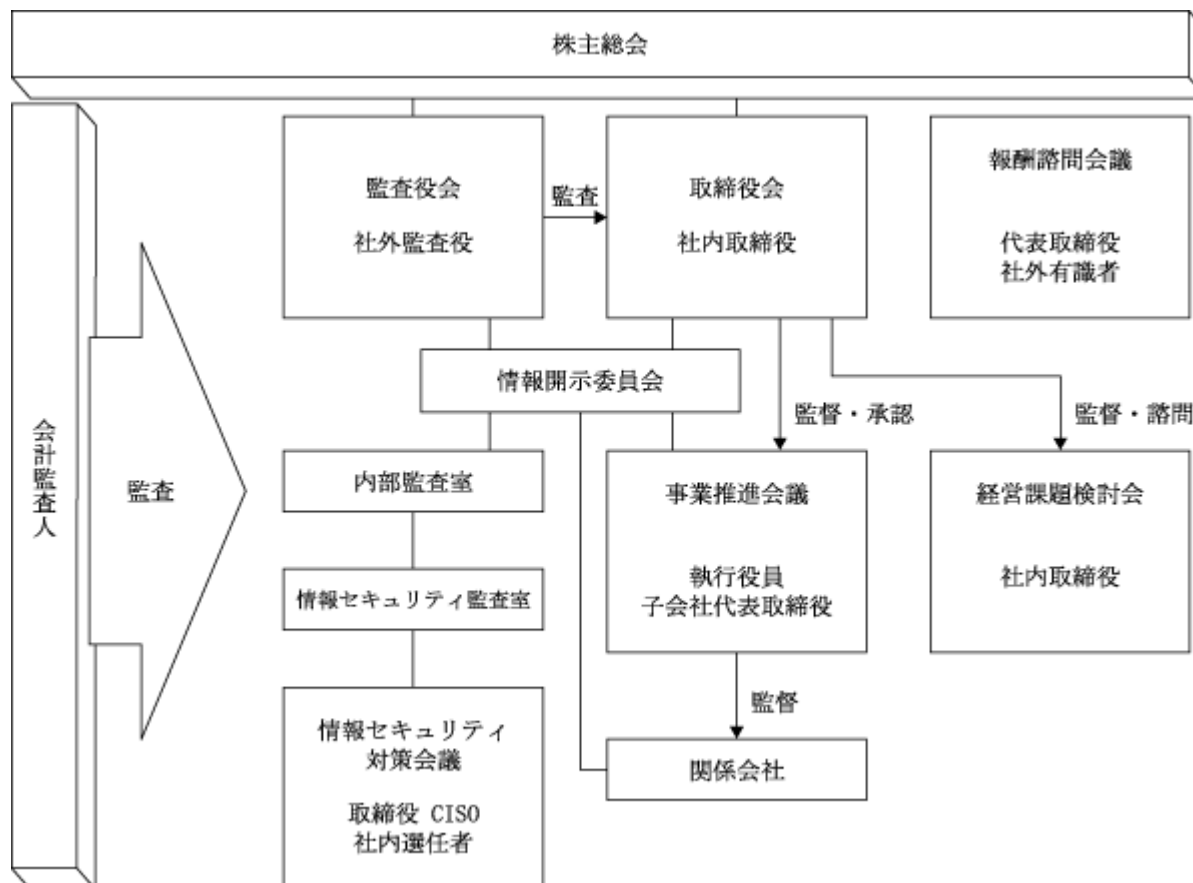 株主総会
会計監査人
監査
監査役会
社外監査役
監査
取締役会
社内取締役
報酬諮問会議
代表取締役
社外有識者
情報開示委員会
監督・承認
監督・諮問
内部監査室
事業推進会議
執行役員
子会社代表取締役
経営課題検討会
社内取締役
情報セキュリティ監査室
監督
関係会社
情報セキュリティ
対策会議
取締役 CISO
社内選任者